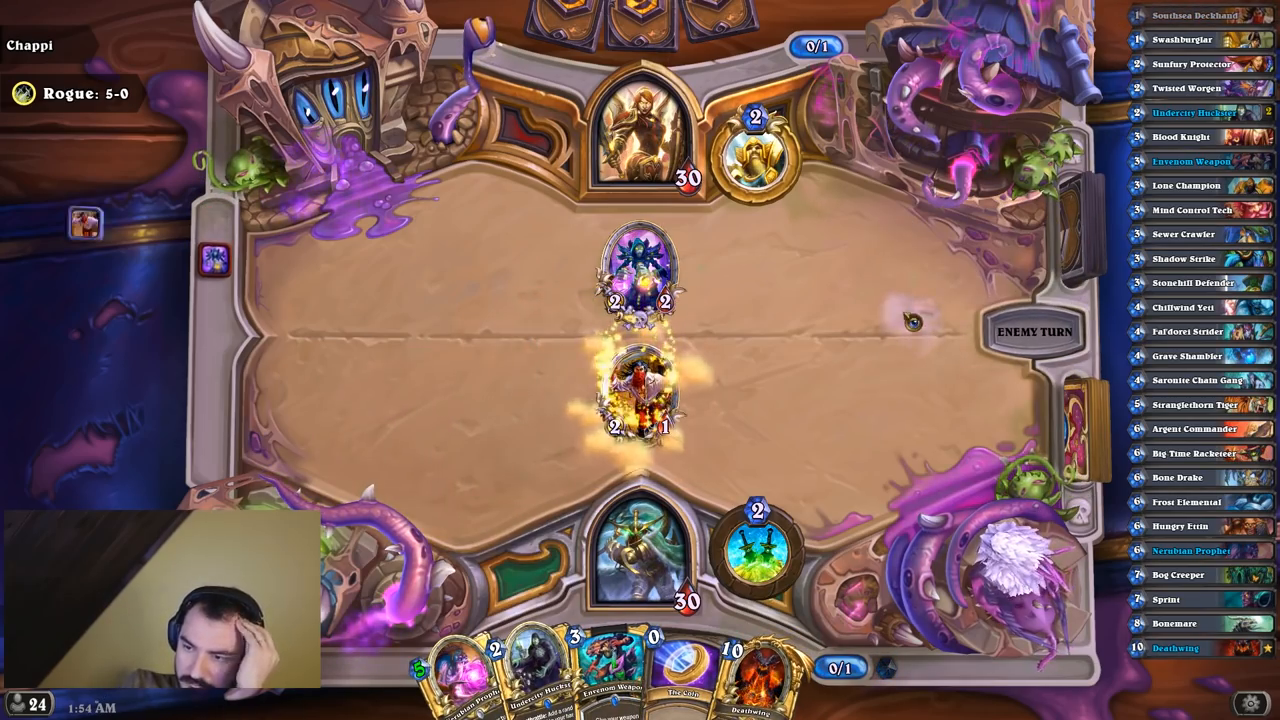 Chappi
Rogue: 5-0
0/1
2
30
2
2
ENEMY TURN
2
1
2
30
5
2
Undercity Huckst
3
Envenom Weapon
0
The Coin
10
Deathwing
0/1
24
1:54 AM
1 Southsea Deckhand
1 Swashburglar
2 Sunfury Protector
2 Twisted Worgen
2 Undercity Huckster 2
3 Blood Knight
3 Envenom Weapon
3 Lone Champion
3 Mind Control Tech
3 Sewer Crawler
3 Shadow Strike
3 Stonehill Defender
4 Chillwind Yeti
4 Fal'dorei Strider
4 Grave Shambler
4 Saronite Chain Gang
5 Stranglethorn Tiger
6 Argent Commander
6 Big Time Racketeer
6 Bone Drake
6 Frost Elemental
6 Hungry Ettin
6 Nerubian Prophet
7 Bog Creeper
7 Sprint
8 Bonemare
10 Deathwing